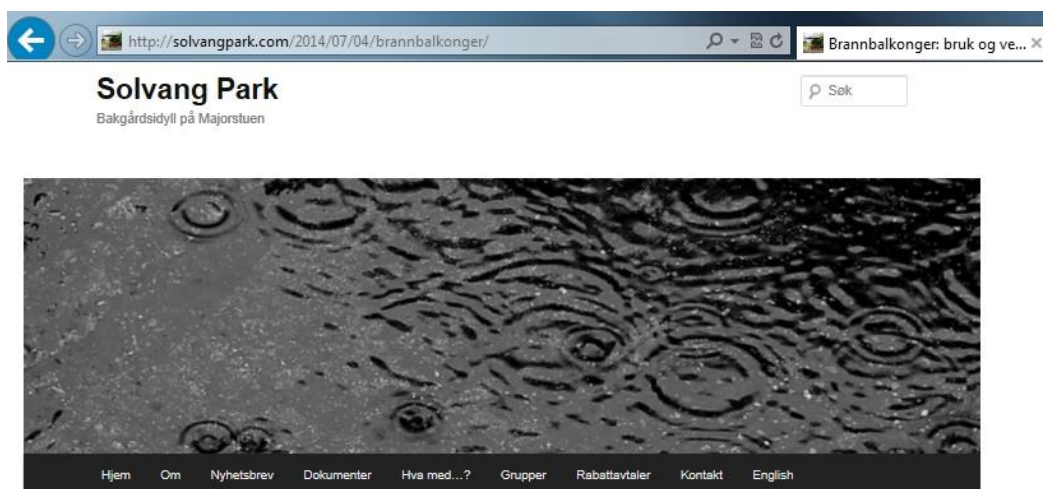 http://solvangpark.com/2014/07/04/brannbalkonger/
Brannbalkonger: bruk og ve...
Solvang Park
Søk
Bakgårdsidyll på Majorstuen
Hjem Om Nyhetsbrev Dokumenter Hva med...? Grupper Rabattavtaler Kontakt English